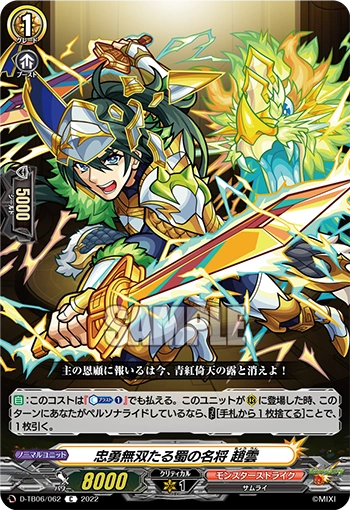 1
グレード
ブースト
5000
シールド
SAMPLE
主の恩顧に報いるは今、青紅倚天の露と消えよ!
自:このコストは【ブラスト1】でも払える。このユニットがⓇに登場した時、この
ターンにあなたがペルソナライドしているなら、【手札から1枚捨てる】ことで、
1枚引く。
ノーマルユニット
忠勇無双たる蜀の名将 趙雲
パワー
8000
クリティカル
1
モンスターストライク
サムライ
D-TB06/062 C 2022
©MIXI